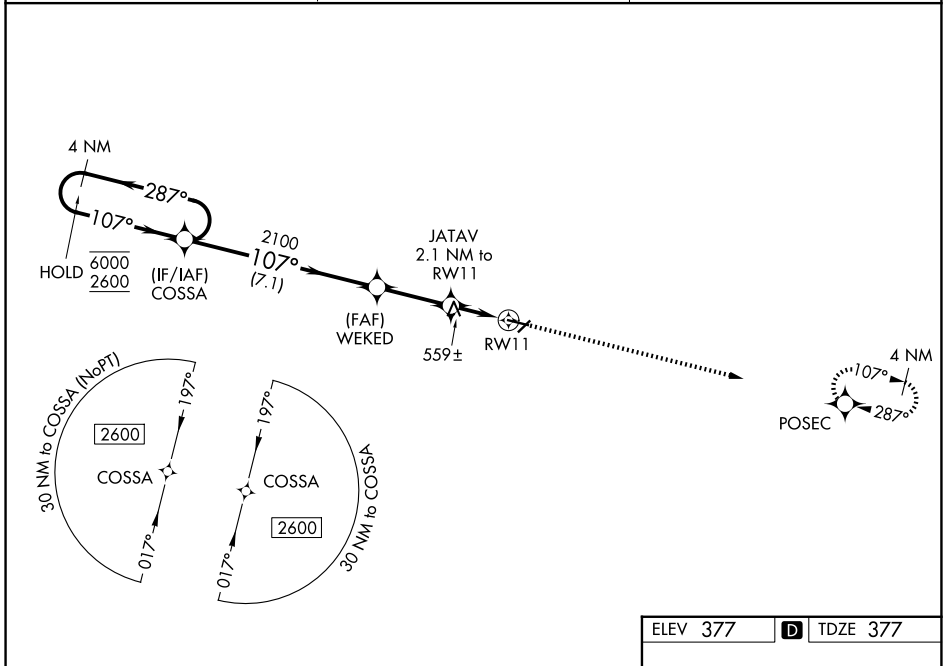 4 NM
287°
107°
HOLD
6000
2600
(IF/IAF)
COSSA
2100
107°
(7.1)
(FAF)
WEKED
JATAV
2.1 NM to
RW11
559±
RW11
4 NM
107°
287°
POSEC
30 NM to COSSA (NoPT)
197°
2600
COSSA
017°
197°
COSSA
2600
017°
30 NM to COSSA
ELEV 377 D TDZE 377